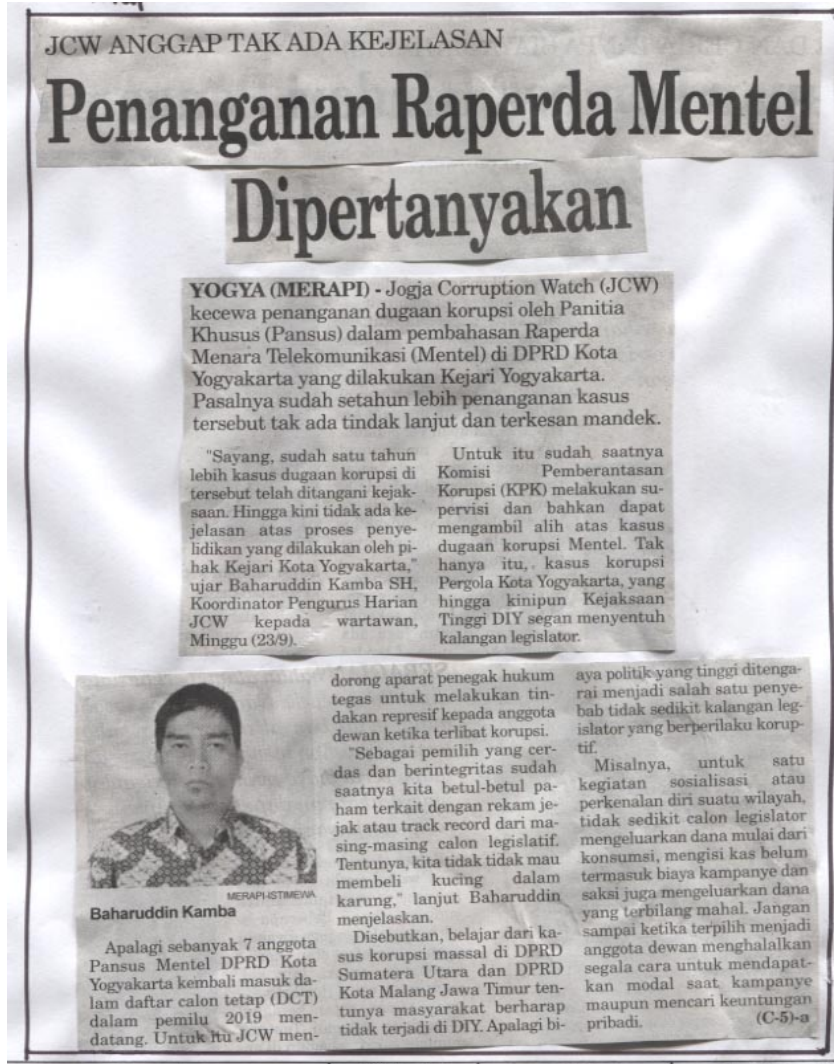 JCW ANGGAP TAK ADA KEJELASAN
Penanganan Raperda Mentel
Dipertanyakan
YOGYA (MERAPI) - Jogja Corruption Watch (JCW)
kecewa penanganan dugaan korupsi oleh Panitia
Khusus (Pansus) dalam pembahasan Raperda
Menara Telekomunikasi (Mentel) di DPRD Kota
Yogyakarta yang dilakukan Kejari Yogyakarta.
Pasalnya sudah setahun lebih penanganan kasus
tersebut tak ada tindak lanjut dan terkesan mandek.
"Sayang, sudah satu tahun
lebih kasus dugaan korupsi di
tersebut telah ditangani kejak-
saan. Hingga kini tidak ada ke-
jelasan atas proses penye-
lidikan yang dilakukan oleh pi-
hak Kejari Kota Yogyakarta,"
ujar Baharuddin Kamba SH,
Koordinator Pengurus Harian
JCW kepada wartawan,
Minggu (23/9).
Untuk itu sudah saatnya
Komisi Pemberantasan
Korupsi (KPK) melakukan su-
pervisi dan bahkan dapat
mengambil alih atas kasus
dugaan korupsi Mentel. Tak
hanya itu, kasus korupsi
Pergola Kota Yogyakarta, yang
hingga kinipun Kejaksaan
Tinggi DIY segan menyentuh
kalangan legislator.
MERAPI-ISTIMEWA
Baharuddin Kamba
Apalagi sebanyak 7 anggota
Pansus Mentel DPRD Kota
Yogyakarta kembali masuk da-
lam daftar calon tetap (DCT)
dalam pemilu 2019 men-
datang. Untuk itu JCW men-
dorong aparat penegak hukum
tegas untuk melakukan tin-
dakan represif kepada anggota
dewan ketika terlibat korupsi.
"Sebagai pemilih yang cer-
das dan berintegritas sudah
saatnya kita betul-betul pa-
ham terkait dengan rekam je-
jak atau track record dari ma-
sing-masing calon legislatif.
Tentunya, kita tidak tidak mau
membeli kucing dalam
karung," lanjut Baharuddin
menjelaskan.
Disebutkan, belajar dari ka-
sus korupsi massal di DPRD
Sumatera Utara dan DPRD
Kota Malang Jawa Timur ten-
tunya masyarakat berharap
tidak terjadi di DIY. Apalagi bi-
aya politik yang tinggi ditenga-
rai menjadi salah satu penye-
bab tidak sedikit kalangan leg-
islator yang berperilaku korup-
tif.
Misalnya, untuk satu
kegiatan sosialisasi atau
perkenalan diri suatu wilayah,
tidak sedikit calon legislator
mengeluarkan dana mulai dari
konsumsi, mengisi kas belum
termasuk biaya kampanye dan
saksi juga mengeluarkan dana
yang terbilang mahal. Jangan
sampai ketika terpilih menjadi
anggota dewan menghalalkan
segala cara untuk mendapat-
kan modal saat kampanye
maupun mencari keuntungan
pribadi. (C-5)-a